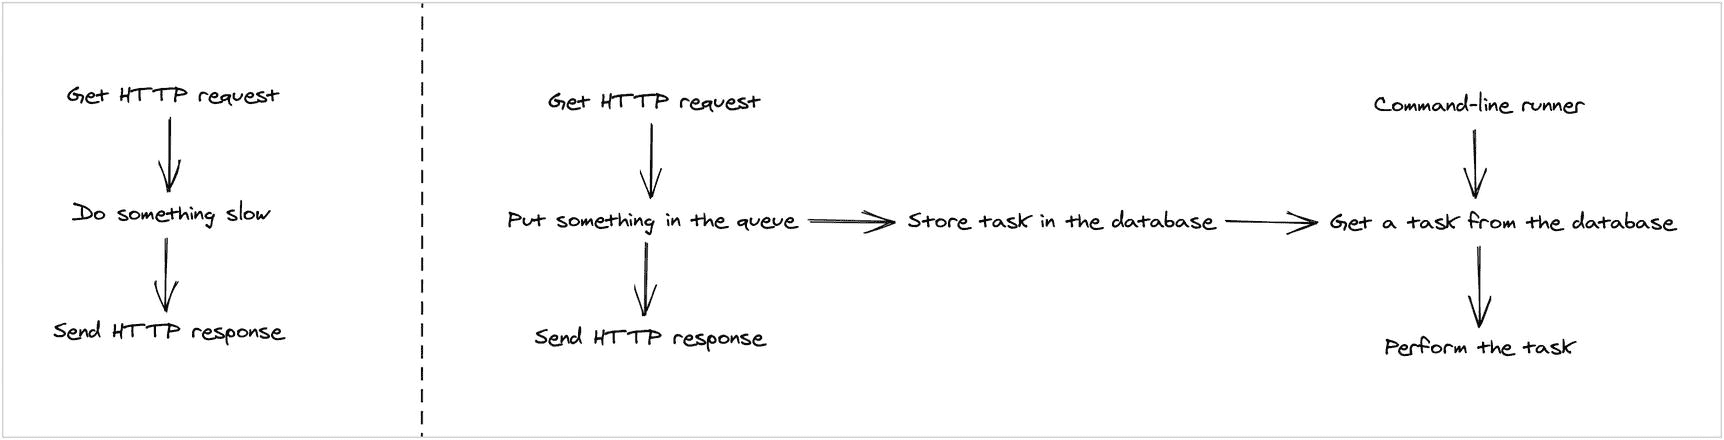 Get HTTP request
Do something slow
Send HTTP response
Get HTTP request
Put something in the queue
Send HTTP response
Store task in the database
Command-line runner
Get a task from the database
Perform the task